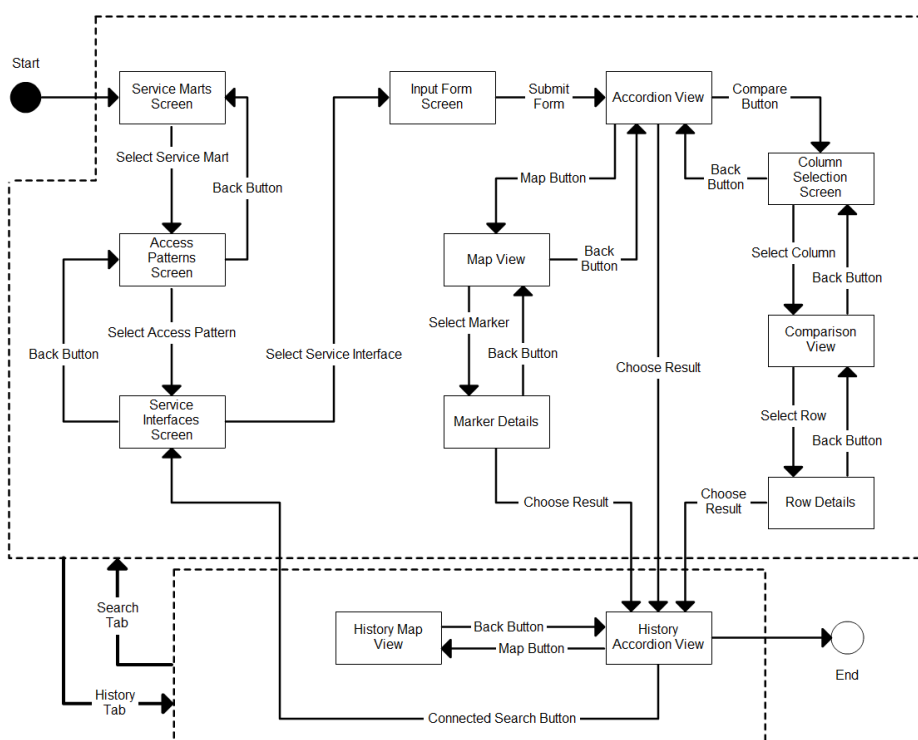 Start
Service Marts
Screen
Input Form
Screen
Submit
Form
Accordion View
Compare
Button
Select Service Mart
Back Button
Map Button
Back
Button
Column
Selection
Screen
Access
Patterns
Screen
Map View
Back
Button
Select Column
Back Button
Select Access Pattern
Select Marker
Comparison
View
Back Button
Select Service Interface
Back Button
Choose Result
Service
Interfaces
Screen
Marker Details
Select Row
Back Button
Choose Result
Choose
Result
Row Details
Search
Tab
History Map
View
Back Button
Map Button
History
Accordion View
End
History
Tab
Connected Search Button